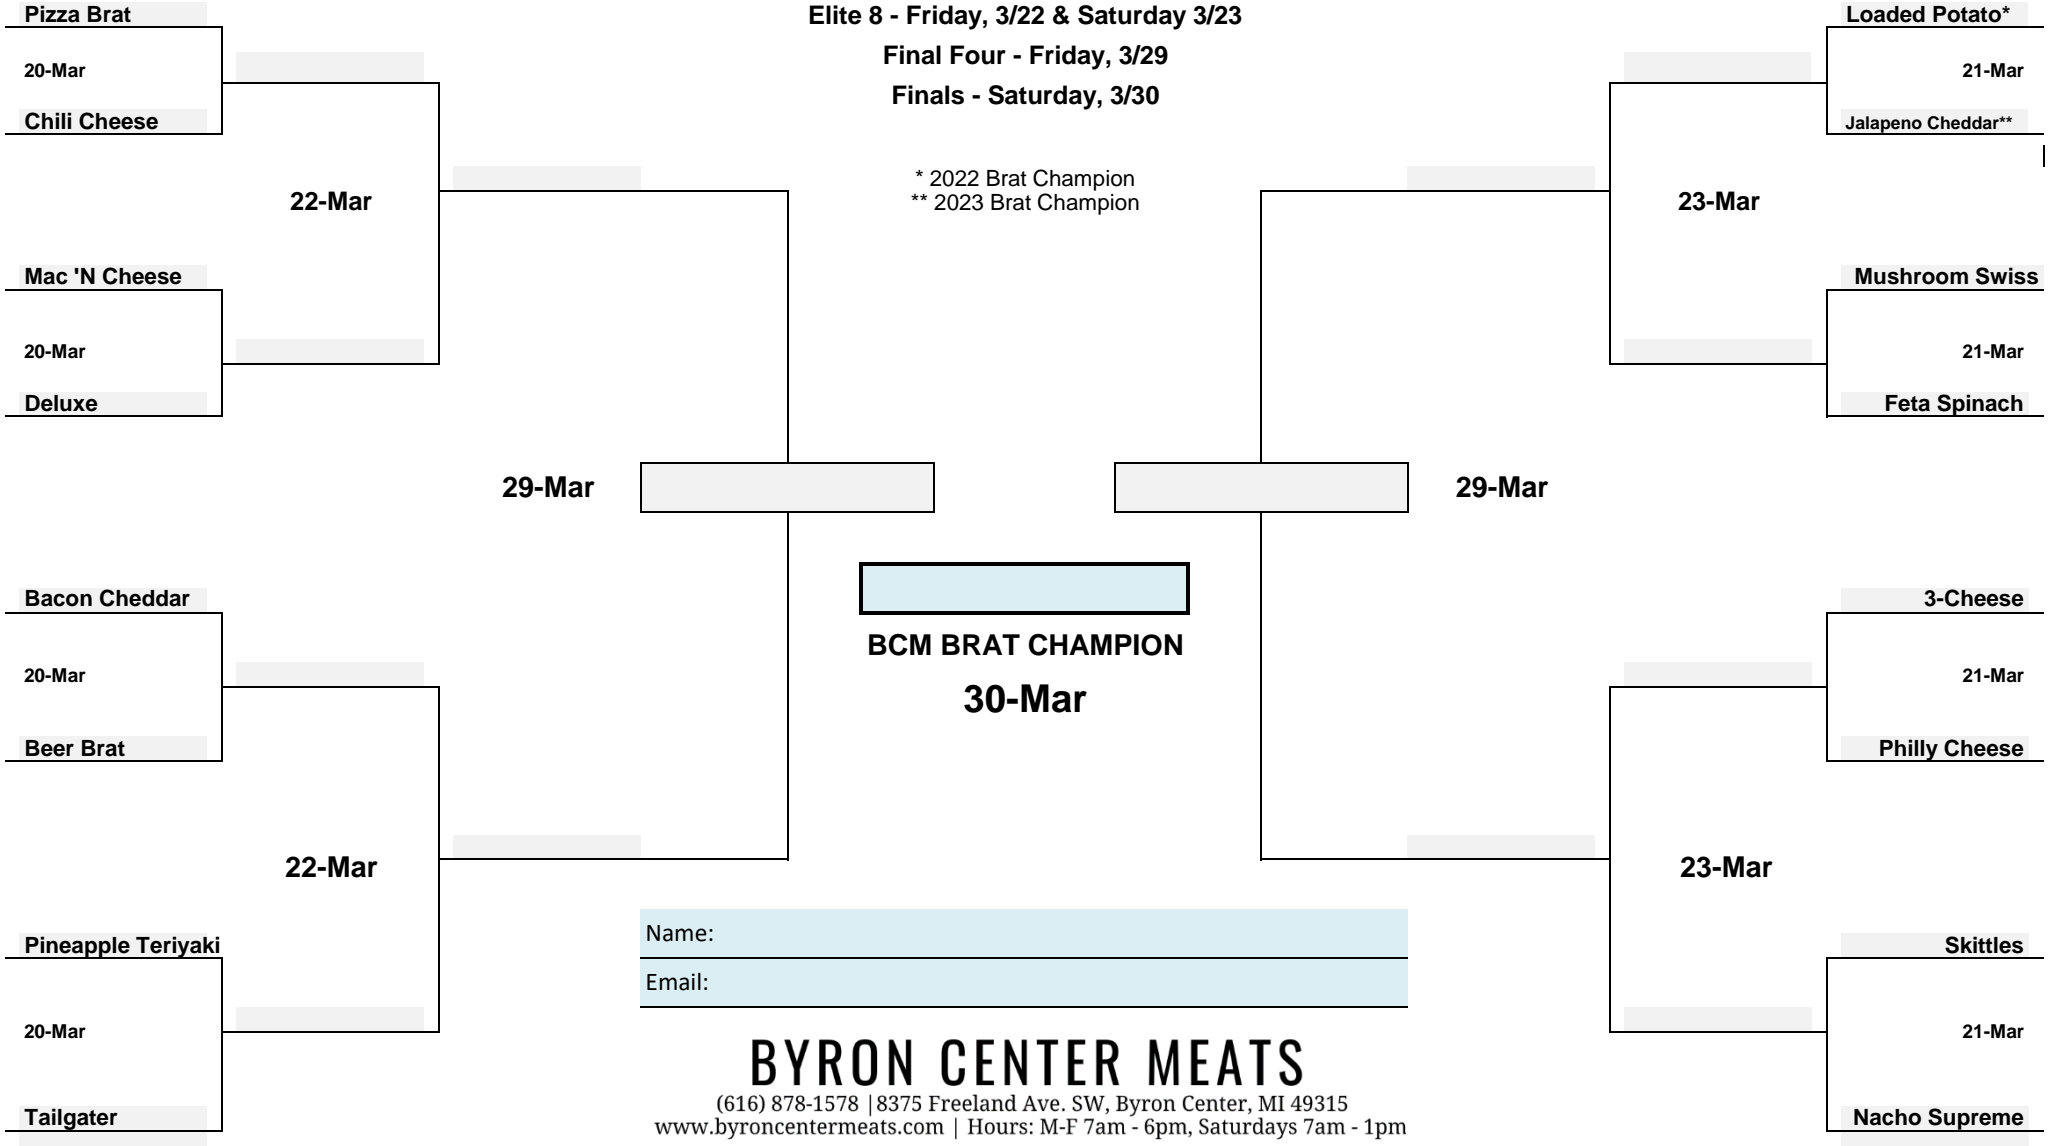 Pizza Brat
Elite 8 - Friday, 3/22 & Saturday 3/23
Loaded Potato*
20-Mar
Final Four - Friday, 3/29
21-Mar
Finals - Saturday, 3/30
Chili Cheese
Jalapeno Cheddar**
* 2022 Brat Champion
22-Mar
** 2023 Brat Champion
23-Mar
Mac 'N Cheese
Mushroom Swiss
20-Mar
21-Mar
Deluxe
Feta Spinach
29-Mar
29-Mar
Bacon Cheddar
3-Cheese
BCM BRAT CHAMPION
20-Mar
30-Mar
21-Mar
Beer Brat
Philly Cheese
22-Mar
23-Mar
Name:
Pineapple Teriyaki
Skittles
Email:
20-Mar
21-Mar
BYRON CENTER MEATS
(616) 878-1578 |8375 Freeland Ave. SW, Byron Center, MI 49315
Tailgater
Nacho Supreme
www.byroncentermeats.com | Hours: M-F 7am - 6pm, Saturdays 7am - 1pm